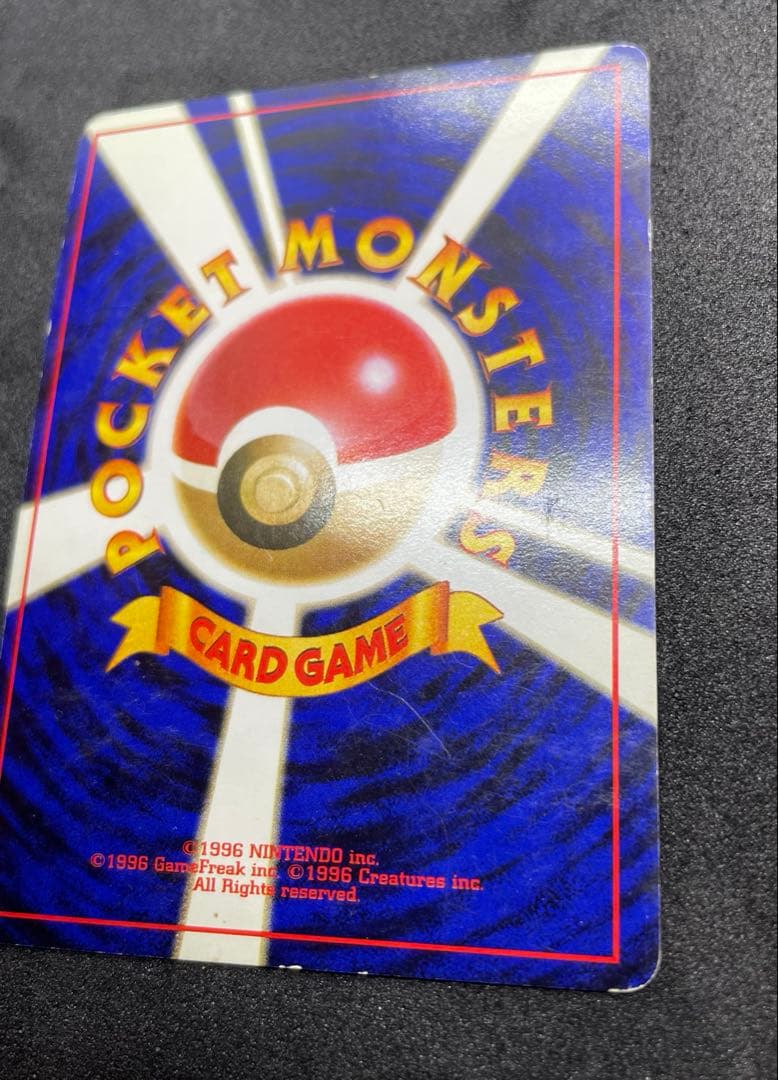 POCKET MONSTERS
CARD GAME
©1996 NINTENDO inc.
©1996 GameFreak inc. ©1996 Creatures inc.
All Rights reserved.